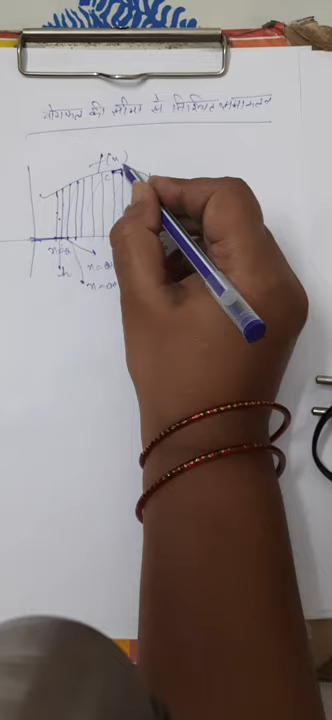 योगफल की सीमा से निश्चित समाकलन
f(x)
C
x=a
h